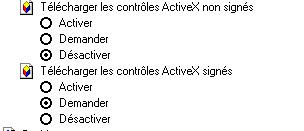 Télécharger les contrôles ActiveX non signés
Activer
Demander
Désactiver
Télécharger les contrôles ActiveX signés
Activer
Demander
Désactiver